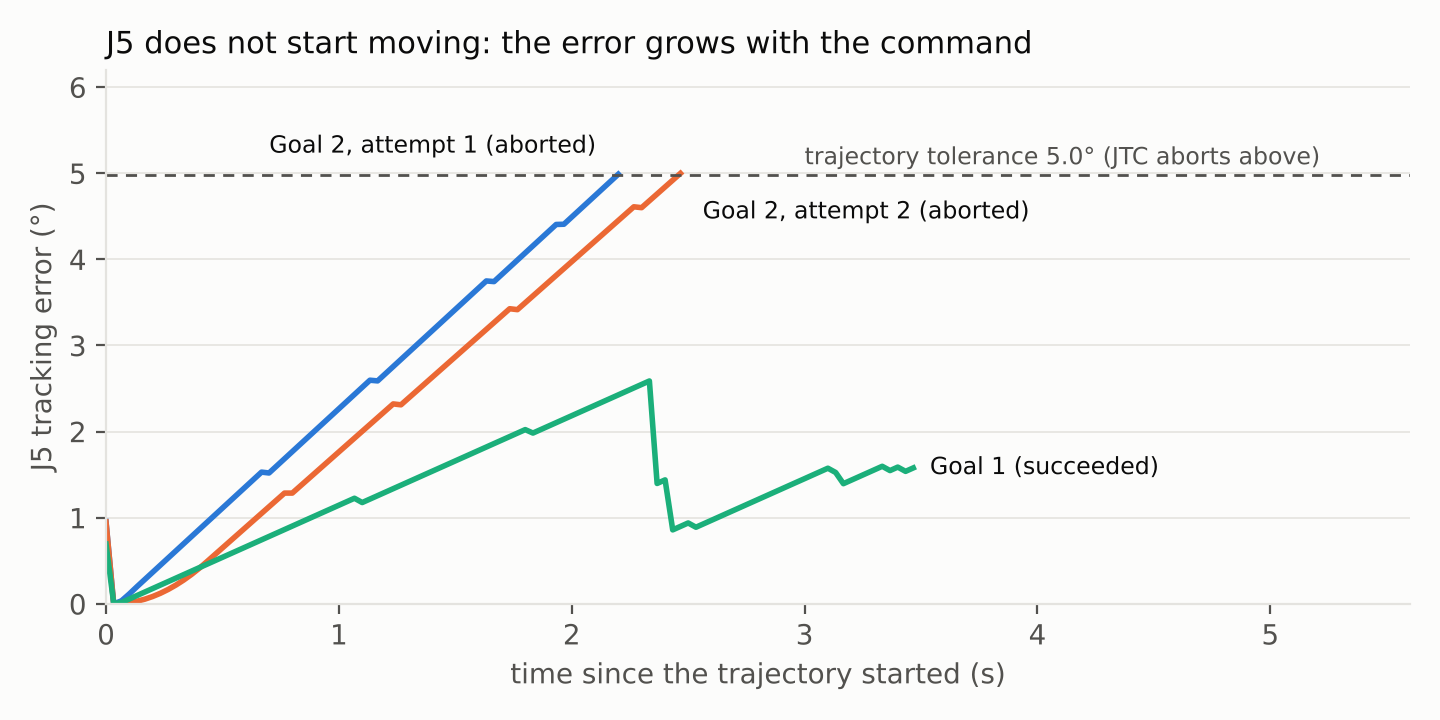 J5 does not start moving: the error grows with the command
6
Goal 2, attempt 1 (aborted)
trajectory tolerance 5.0° (JTC aborts above)
5
Goal 2, attempt 2 (aborted)
4
3
2
Goal 1 (succeeded)
1
0
J5 tracking error (°)
0 1 2 3 4 5
time since the trajectory started (s)